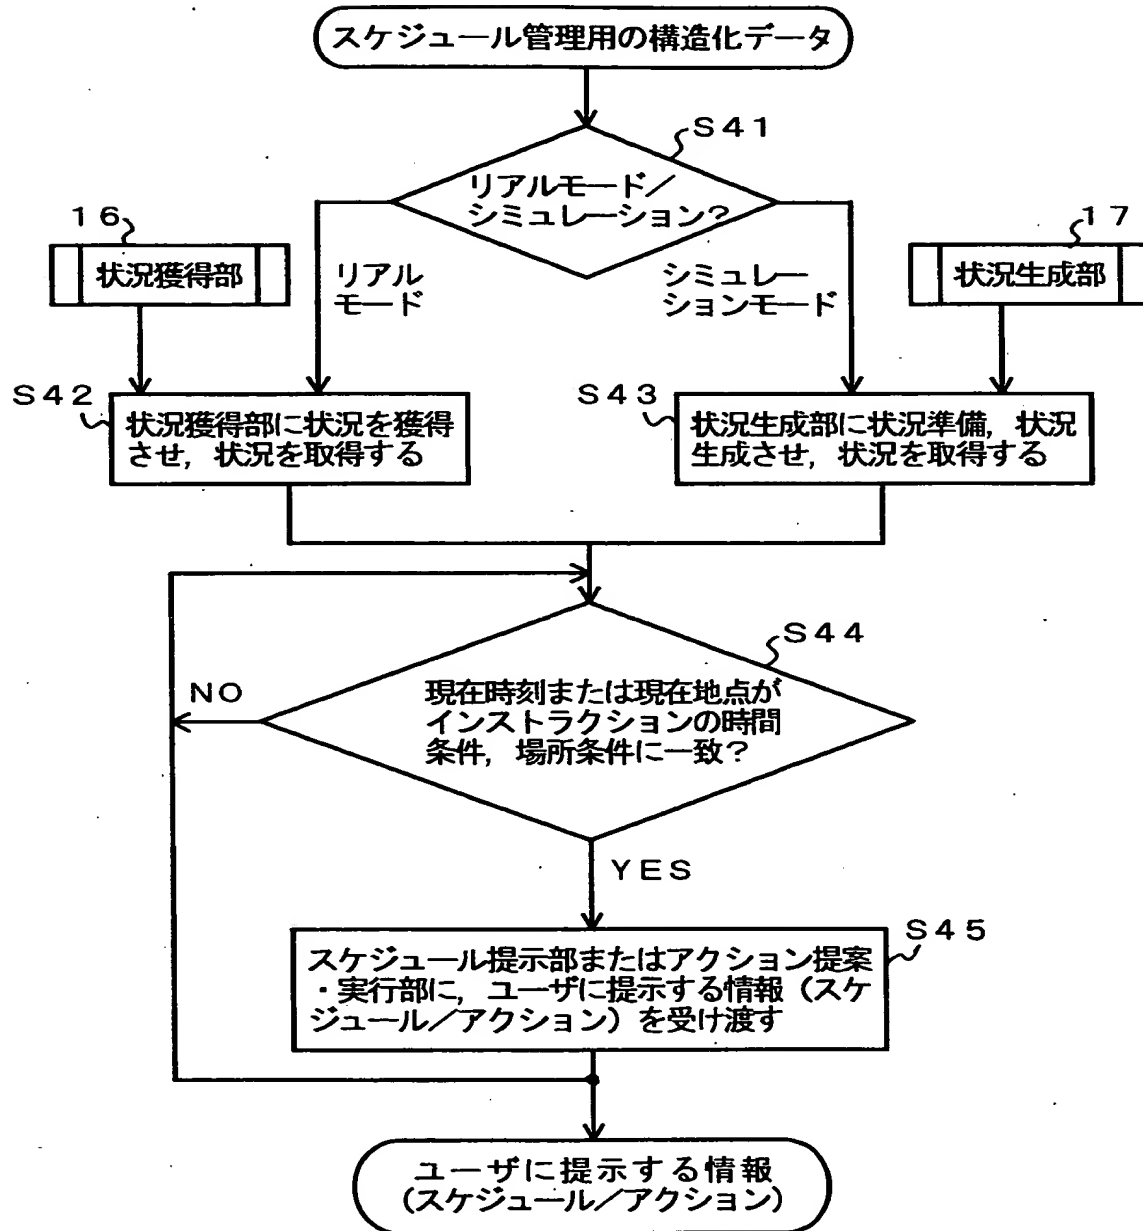 スケジュール管理用の構造化データ
S41
リアルモード／
シミュレーション？
16
状況獲得部
17
状況生成部
リアル
モード
シミュレー
ションモード
S42
状況獲得部に状況を獲得
させ，状況を取得する
S43
状況生成部に状況準備，状況
生成させ，状況を取得する
S44
現在時刻または現在地点が
インストラクションの時間
条件，場所条件に一致？
NO
YES
S45
スケジュール提示部またはアクション提案
・実行部に，ユーザに提示する情報（スケ
ジュール／アクション）を受け渡す
ユーザに提示する情報
（スケジュール／アクション）